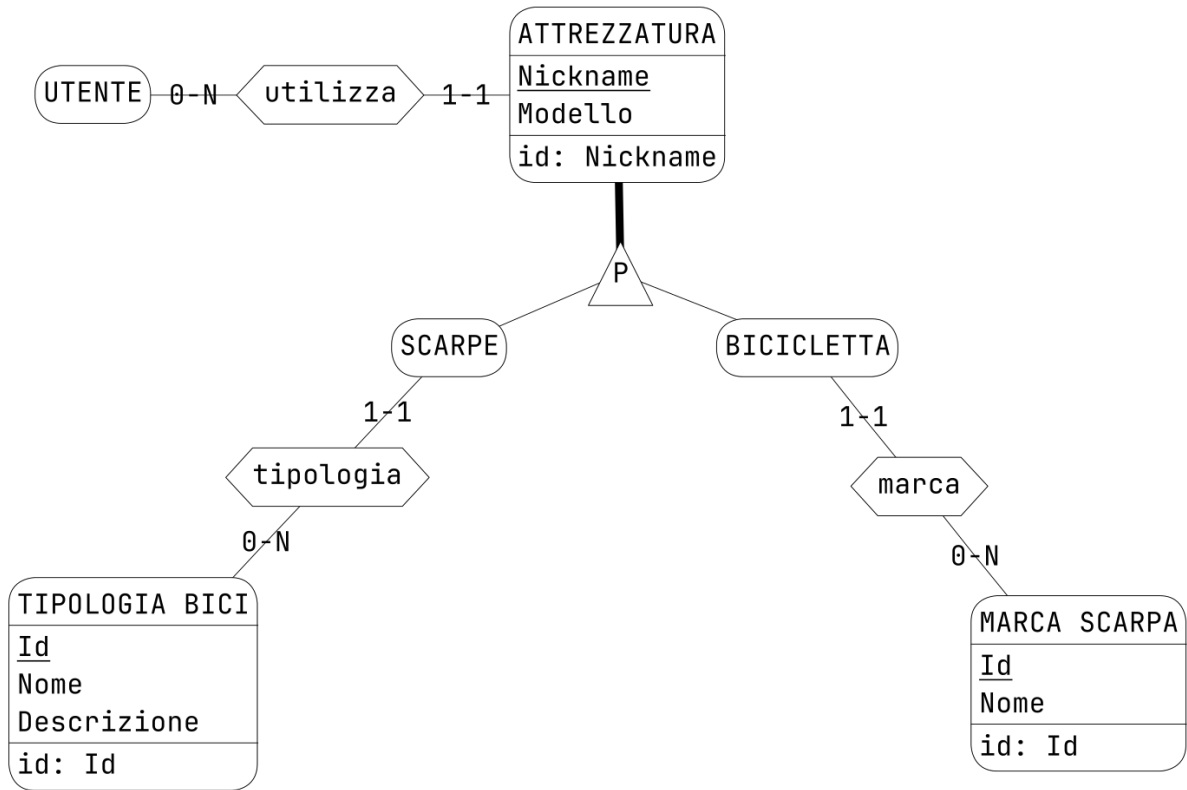 ATTREZZATURA
Nickname
Modello
id: Nickname
UTENTE
0-N
utilizza
1-1
P
SCARPE
BICICLETTA
1-1
1-1
tipologia
marca
0-N
0-N
TIPOLOGIA BICI
Id
Nome
Descrizione
id: Id
MARCA SCARPA
Id
Nome
id: Id